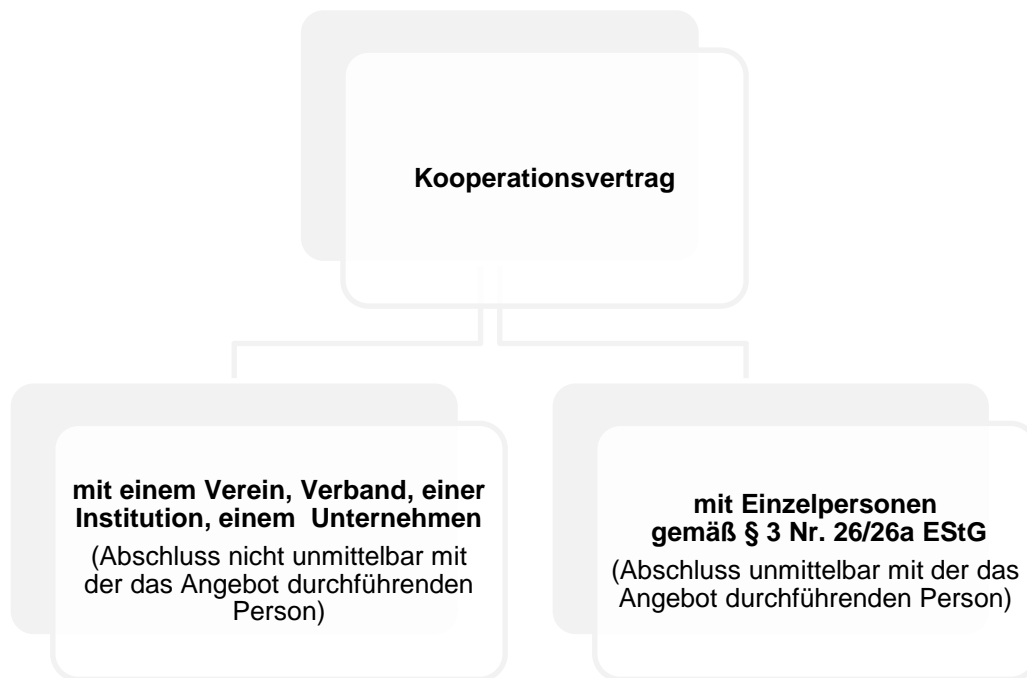 Kooperationsvertrag
mit einem Verein, Verband, einer
Institution, einem Unternehmen
(Abschluss nicht unmittelbar mit
der das Angebot durchführenden
Person)
mit Einzelpersonen
gemäß § 3 Nr. 26/26a EStG
(Abschluss unmittelbar mit der das
Angebot durchführenden Person)